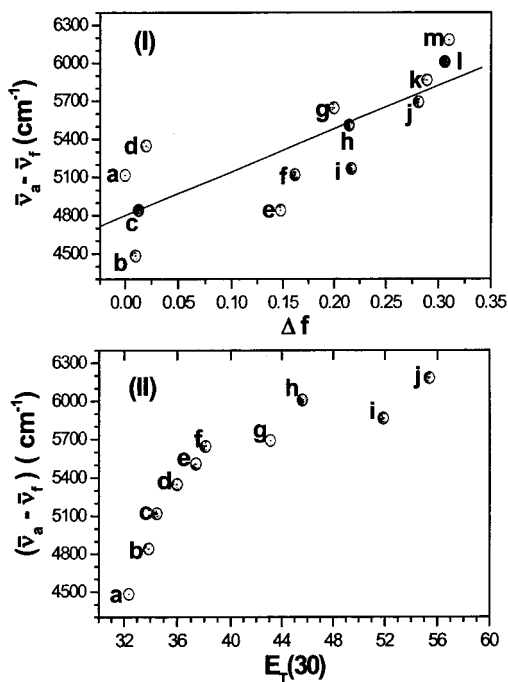 6300
6000
5700
5400
5100
4800
4500
ν̄a - ν̄f (cm-1)
(I)
m
l
k
j
g
h
d
a
f
i
c
e
b
0.00 0.05 0.10 0.15 0.20 0.25 0.30 0.35
Δ f
6300
6000
5700
5400
5100
4800
4500
(ν̄a - ν̄f) ( cm-1)
(II)
j
h
i
g
f
e
d
c
b
a
32 36 40 44 48 52 56 60
ET(30)